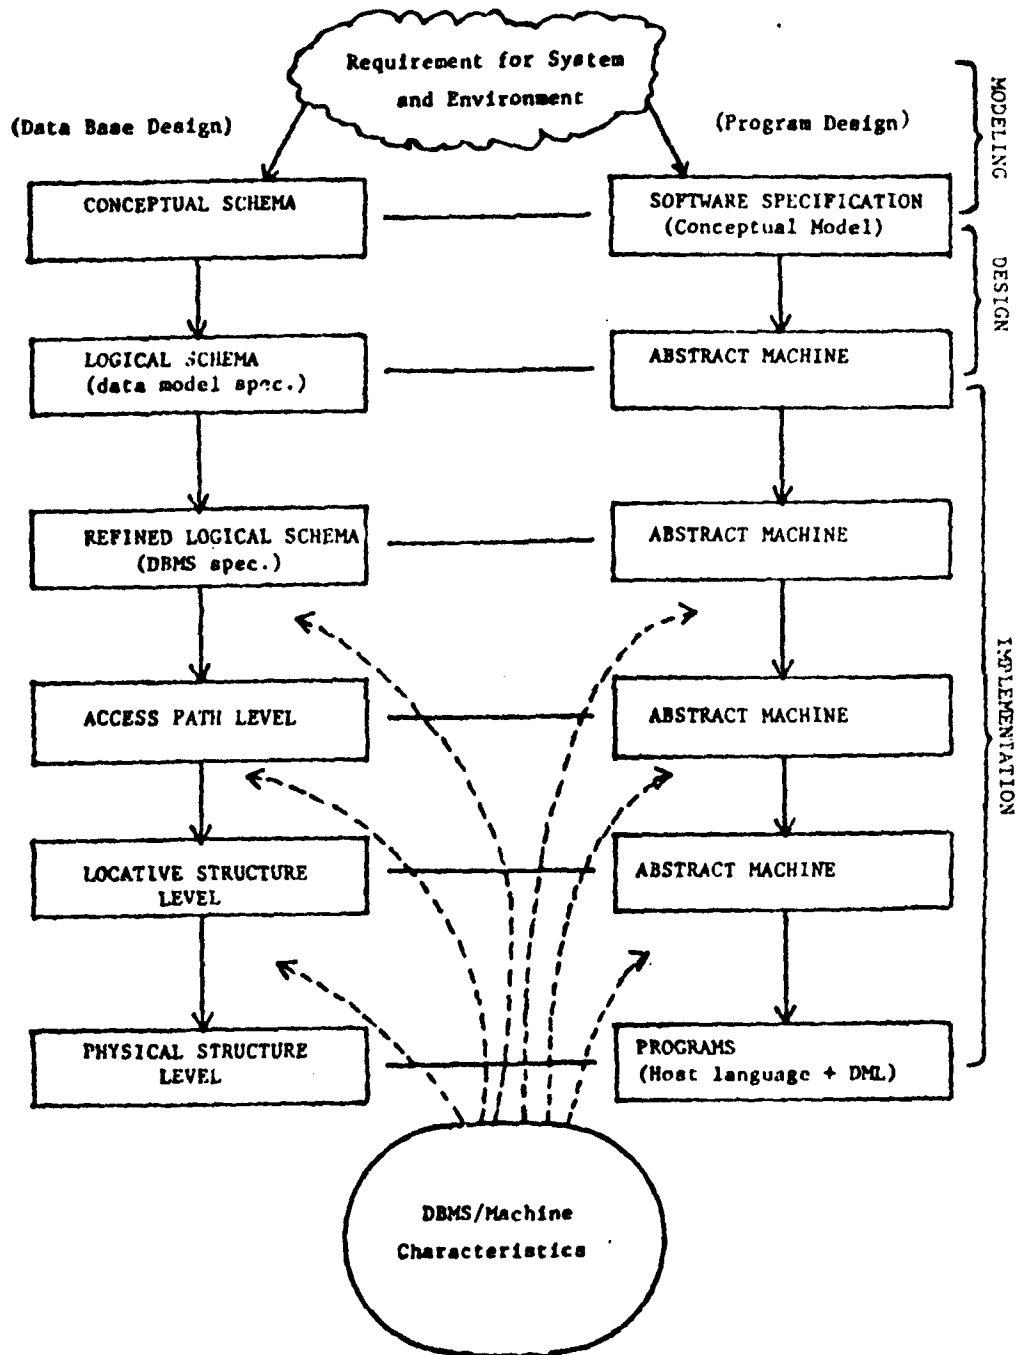 Requirement for System
and Environment
(Data Base Design)
(Program Design)
MODELING
CONCEPTUAL SCHEMA
SOFTWARE SPECIFICATION
(Conceptual Model)
DESIGN
LOGICAL SCHEMA
(data model spec.)
ABSTRACT MACHINE
REFINED LOGICAL SCHEMA
(DBMS spec.)
ABSTRACT MACHINE
IMPLEMENTATION
ACCESS PATH LEVEL
ABSTRACT MACHINE
LOCATIVE STRUCTURE
LEVEL
ABSTRACT MACHINE
PHYSICAL STRUCTURE
LEVEL
PROGRAMS
(Host language + DML)
DBMS/Machine
Characteristics